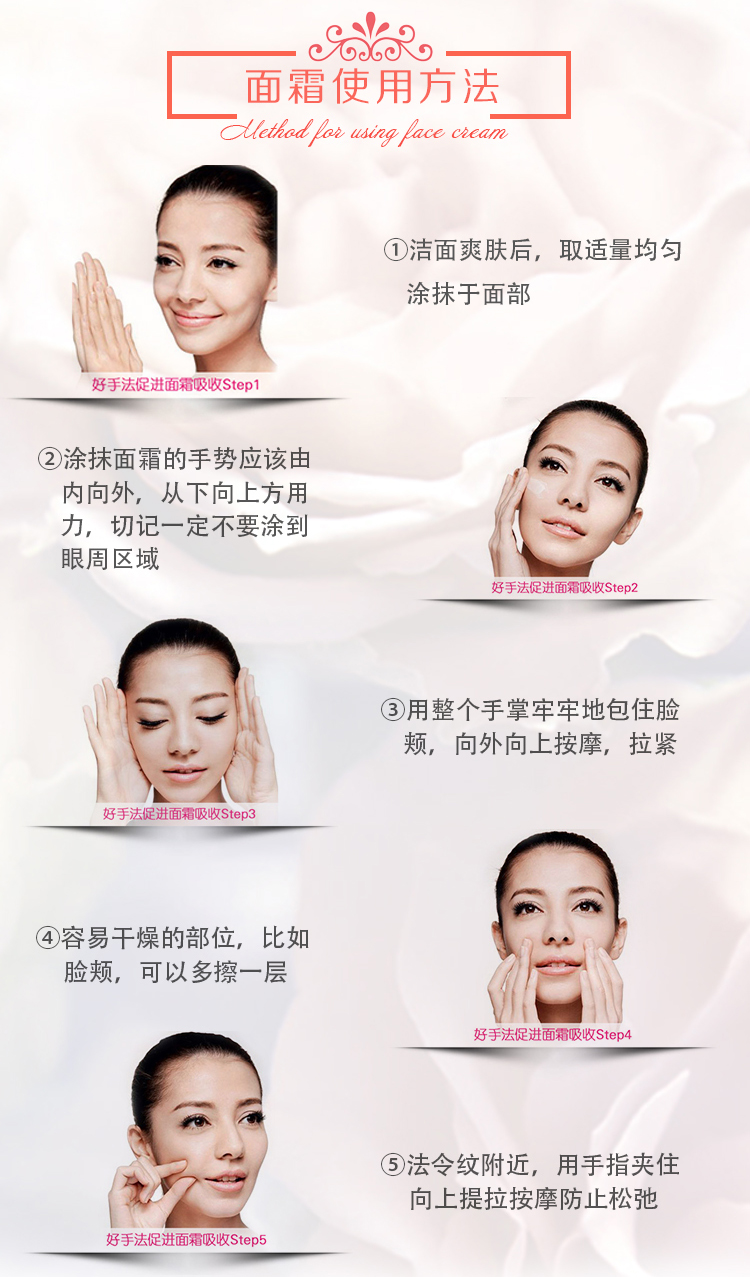 面霜使用方法
Method for using face cream
①洁面爽肤后，取适量均匀
涂抹于面部
好手法促进面霜吸收Step1
②涂抹面霜的手势应该由
内向外，从下向上方用
力，切记一定不要涂到
眼周区域
好手法促进面霜吸收Step2
③用整个手掌牢牢地包住脸
颊，向外向上按摩，拉紧
好手法促进面霜吸收Step3
④容易干燥的部位，比如
脸颊，可以多擦一层
好手法促进面霜吸收Step4
⑤法令纹附近，用手指夹住
向上提拉按摩防止松弛
好手法促进面霜吸收Step5